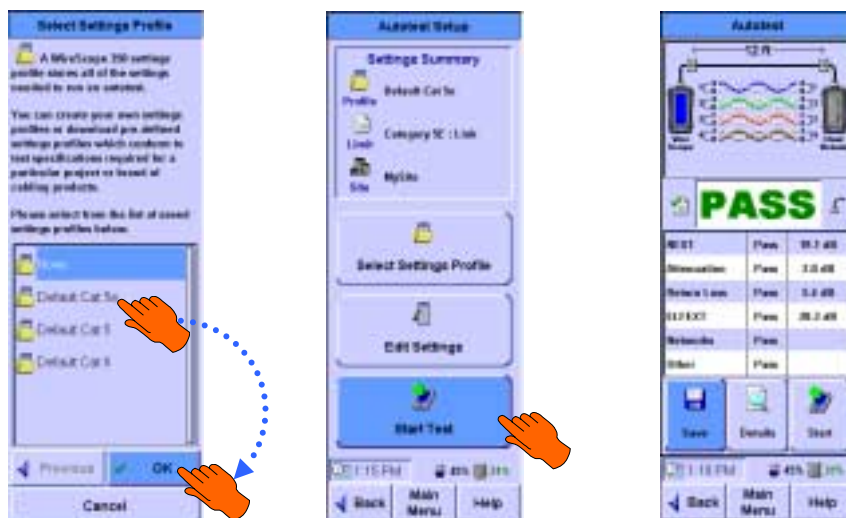 Select Settings Profile
A WireScope 350 settings
profile stores all of the settings
needed to run an autotest.
You can create your own settings
profiles or download pre-defined
settings profiles which conform to
test specifications required for a
particular project or brand of
cabling products.
Please select from the list of saved
settings profiles below.
None
Default Cat 5e
Default Cat 5
Default Cat 6
Previous
OK
Cancel
Autotest Setup
Settings Summary
Profile
Default Cat 5e
Limit
Category 5E : Link
Site
MySite
Select Settings Profile
Edit Settings
Start Test
1:15 PM
Back
Main
Menu
Help
Autotest
12 ft
PASS
NEXT Pass
Attenuation Pass
Return Loss Pass
ELFEXT Pass
Networks Pass
Other Pass
Save
Details
Start
Back
Main
Menu
Help